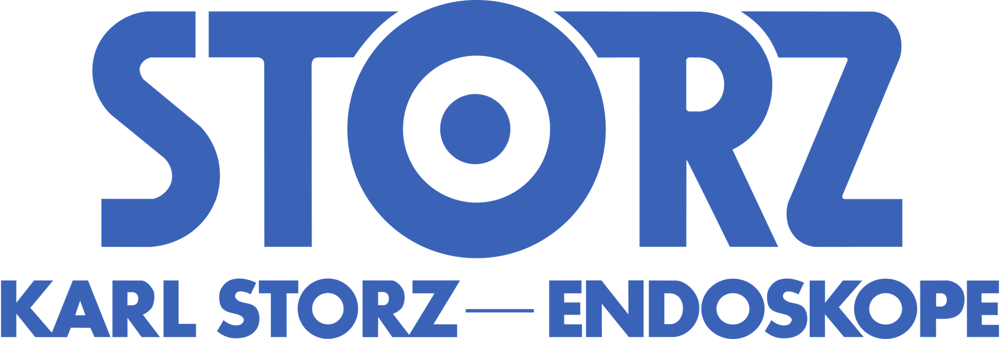 STORZ
KARL STORZ — ENDOSKOPE